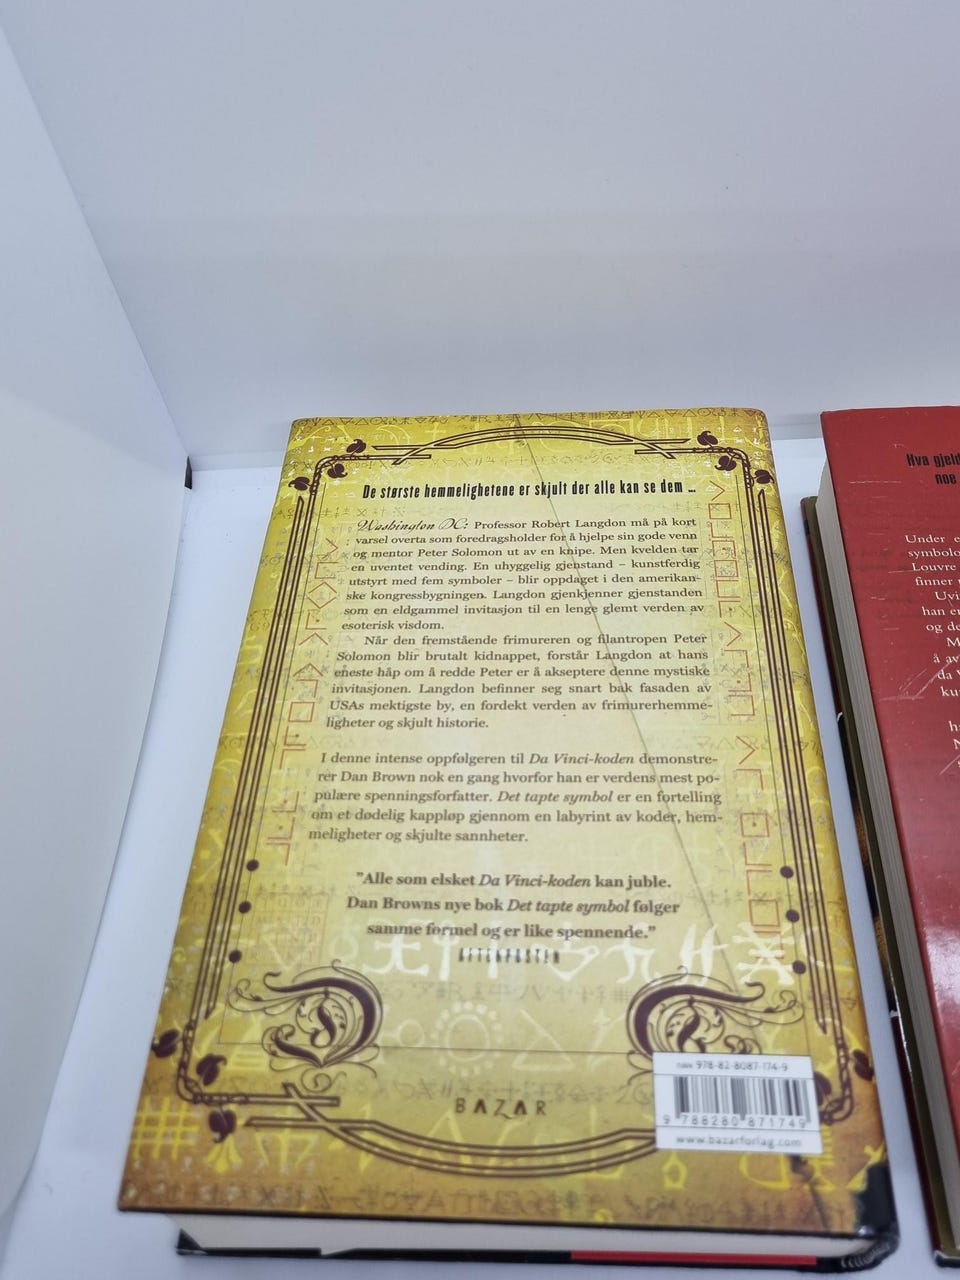 De største hemmelighetene er skjult der alle kan se dem ...
Washington DC: Professor Robert Langdon må på kort
varsel overta som foredragsholder for å hjelpe sin gode venn
og mentor Peter Solomon ut av en knipe. Men kvelden tar
en uventet vending. En uhyggelig gjenstand – kunstferdig
utstyrt med fem symboler – blir oppdaget i den amerikan-
ske kongressbygningen. Langdon gjenkjenner gjenstanden
som en eldgammel invitasjon til en lenge glemt verden av
esoterisk visdom.
Når den fremstående frimureren og filantropen Peter
Solomon blir brutalt kidnappet, forstår Langdon at hans
eneste håp om å redde Peter er å akseptere denne mystiske
invitasjonen. Langdon befinner seg snart bak fasaden av
USAs mektigste by, en fordekt verden av frimurerhemme-
ligheter og skjult historie.
I denne intense oppfølgeren til Da Vinci-koden demonstre-
rer Dan Brown nok en gang hvorfor han er verdens mest po-
pulære spenningsforfatter. Det tapte symbol er en fortelling
om et dødelig kappløp gjennom en labyrint av koder, hem-
meligheter og skjulte sannheter.
"Alle som elsket Da Vinci-koden kan juble.
Dan Browns nye bok Det tapte symbol følger
samme formel og er like spennende."
AFTENPOSTEN
BAZAR
ISBN 978-82-8087-174-9
9 788280 871749
www.bazarforlag.com
Hva gjeld
noe
Under e
symbolo
Louvre
finner
Uvi
han er
og de
M
å av
da V
kun
h
N